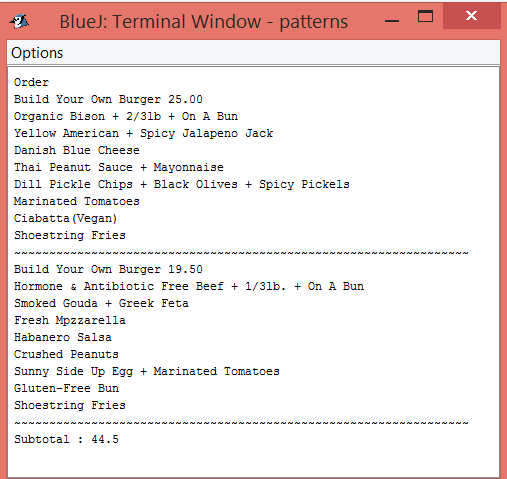 BlueJ: Terminal Window - patterns
Options
Order
Build Your Own Burger 25.00
Organic Bison + 2/3lb + On A Bun
Yellow American + Spicy Jalapeno Jack
Danish Blue Cheese
Thai Peanut Sauce + Mayonnaise
Dill Pickle Chips + Black Olives + Spicy Pickels
Marinated Tomatoes
Ciabatta(Vegan)
Shoestring Fries
~~~~~~~~~~~~~~~~~~~~~~~~~~~~~~~~~~~~~~~~~~~~~~~~~~~~~~~~~~~~~~~~~
Build Your Own Burger 19.50
Hormone & Antibiotic Free Beef + 1/3lb. + On A Bun
Smoked Gouda + Greek Feta
Fresh Mpzzarella
Habanero Salsa
Crushed Peanuts
Sunny Side Up Egg + Marinated Tomatoes
Gluten-Free Bun
Shoestring Fries
~~~~~~~~~~~~~~~~~~~~~~~~~~~~~~~~~~~~~~~~~~~~~~~~~~~~~~~~~~~~~~~~~
Subtotal : 44.5